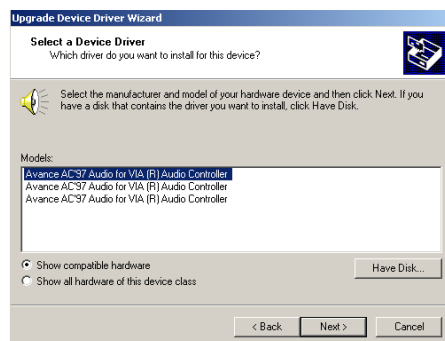 Upgrade Device Driver Wizard
Select a Device Driver
Which driver do you want to install for this device?
Select the manufacturer and model of your hardware device and then click Next. If you
have a disk that contains the driver you want to install, click Have Disk.
Models:
Avance AC'97 Audio for VIA (R) Audio Controller
Avance AC'97 Audio for VIA (R) Audio Controller
Avance AC'97 Audio for VIA (R) Audio Controller
Show compatible hardware
Have Disk...
Show all hardware of this device class
< Back
Next >
Cancel